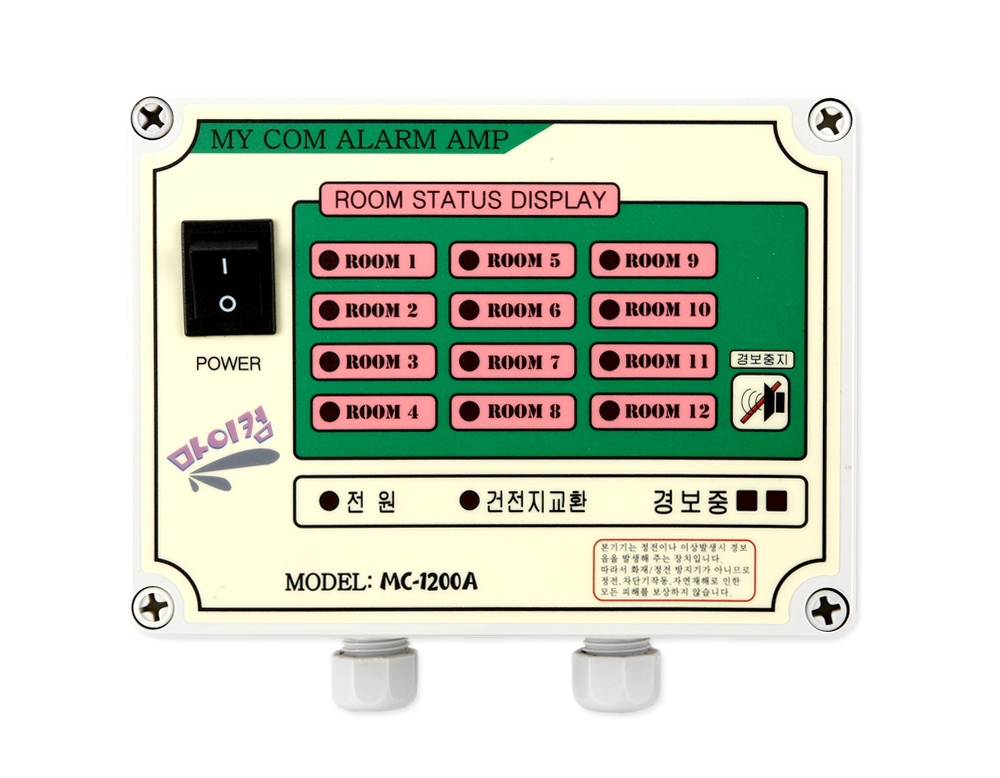 MY COM ALARM AMP
ROOM STATUS DISPLAY
ROOM 1
ROOM 5
ROOM 9
ROOM 2
ROOM 6
ROOM 10
ROOM 3
ROOM 7
ROOM 11
ROOM 4
ROOM 8
ROOM 12
경보중지
I
O
POWER
마이컴
전 원
건전지교환
경보중
본기기는 정전이나 이상발생시 경보
음을 발생해 주는 장치입니다.
따라서 화재/정전 방지기가 아니므로
정전.차단기작동.자연재해로 인한
모든 피해를 보상하지 않습니다.
MODEL: MC-1200A